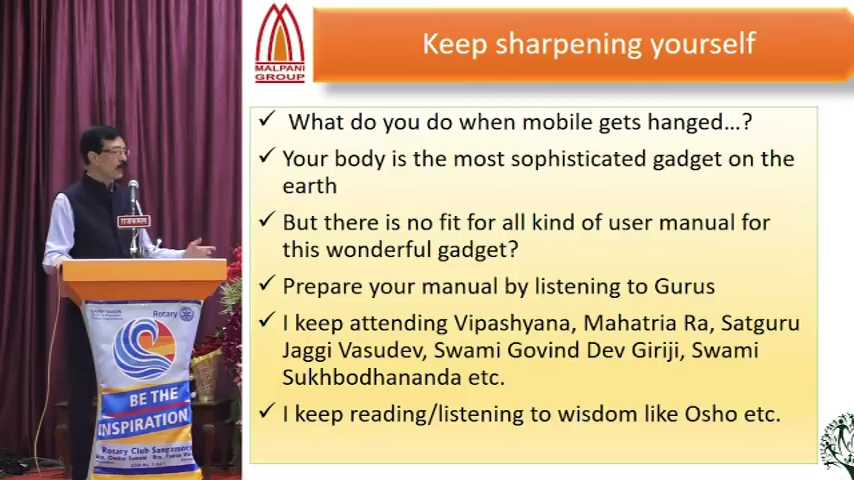 Keep sharpening yourself
MALPANI
GROUP
✓ What do you do when mobile gets hanged...?
✓ Your body is the most sophisticated gadget on the
earth
✓ But there is no fit for all kind of user manual for
this wonderful gadget?
✓ Prepare your manual by listening to Gurus
✓ I keep attending Vipashyana, Mahatria Ra, Satguru
Jaggi Vasudev, Swami Govind Dev Giriji, Swami
Sukhbodhananda etc.
✓ I keep reading/listening to wisdom like Osho etc.
राजकमल
Rotary
BE THE
INSPIRATION
Rotary Club Sangamner